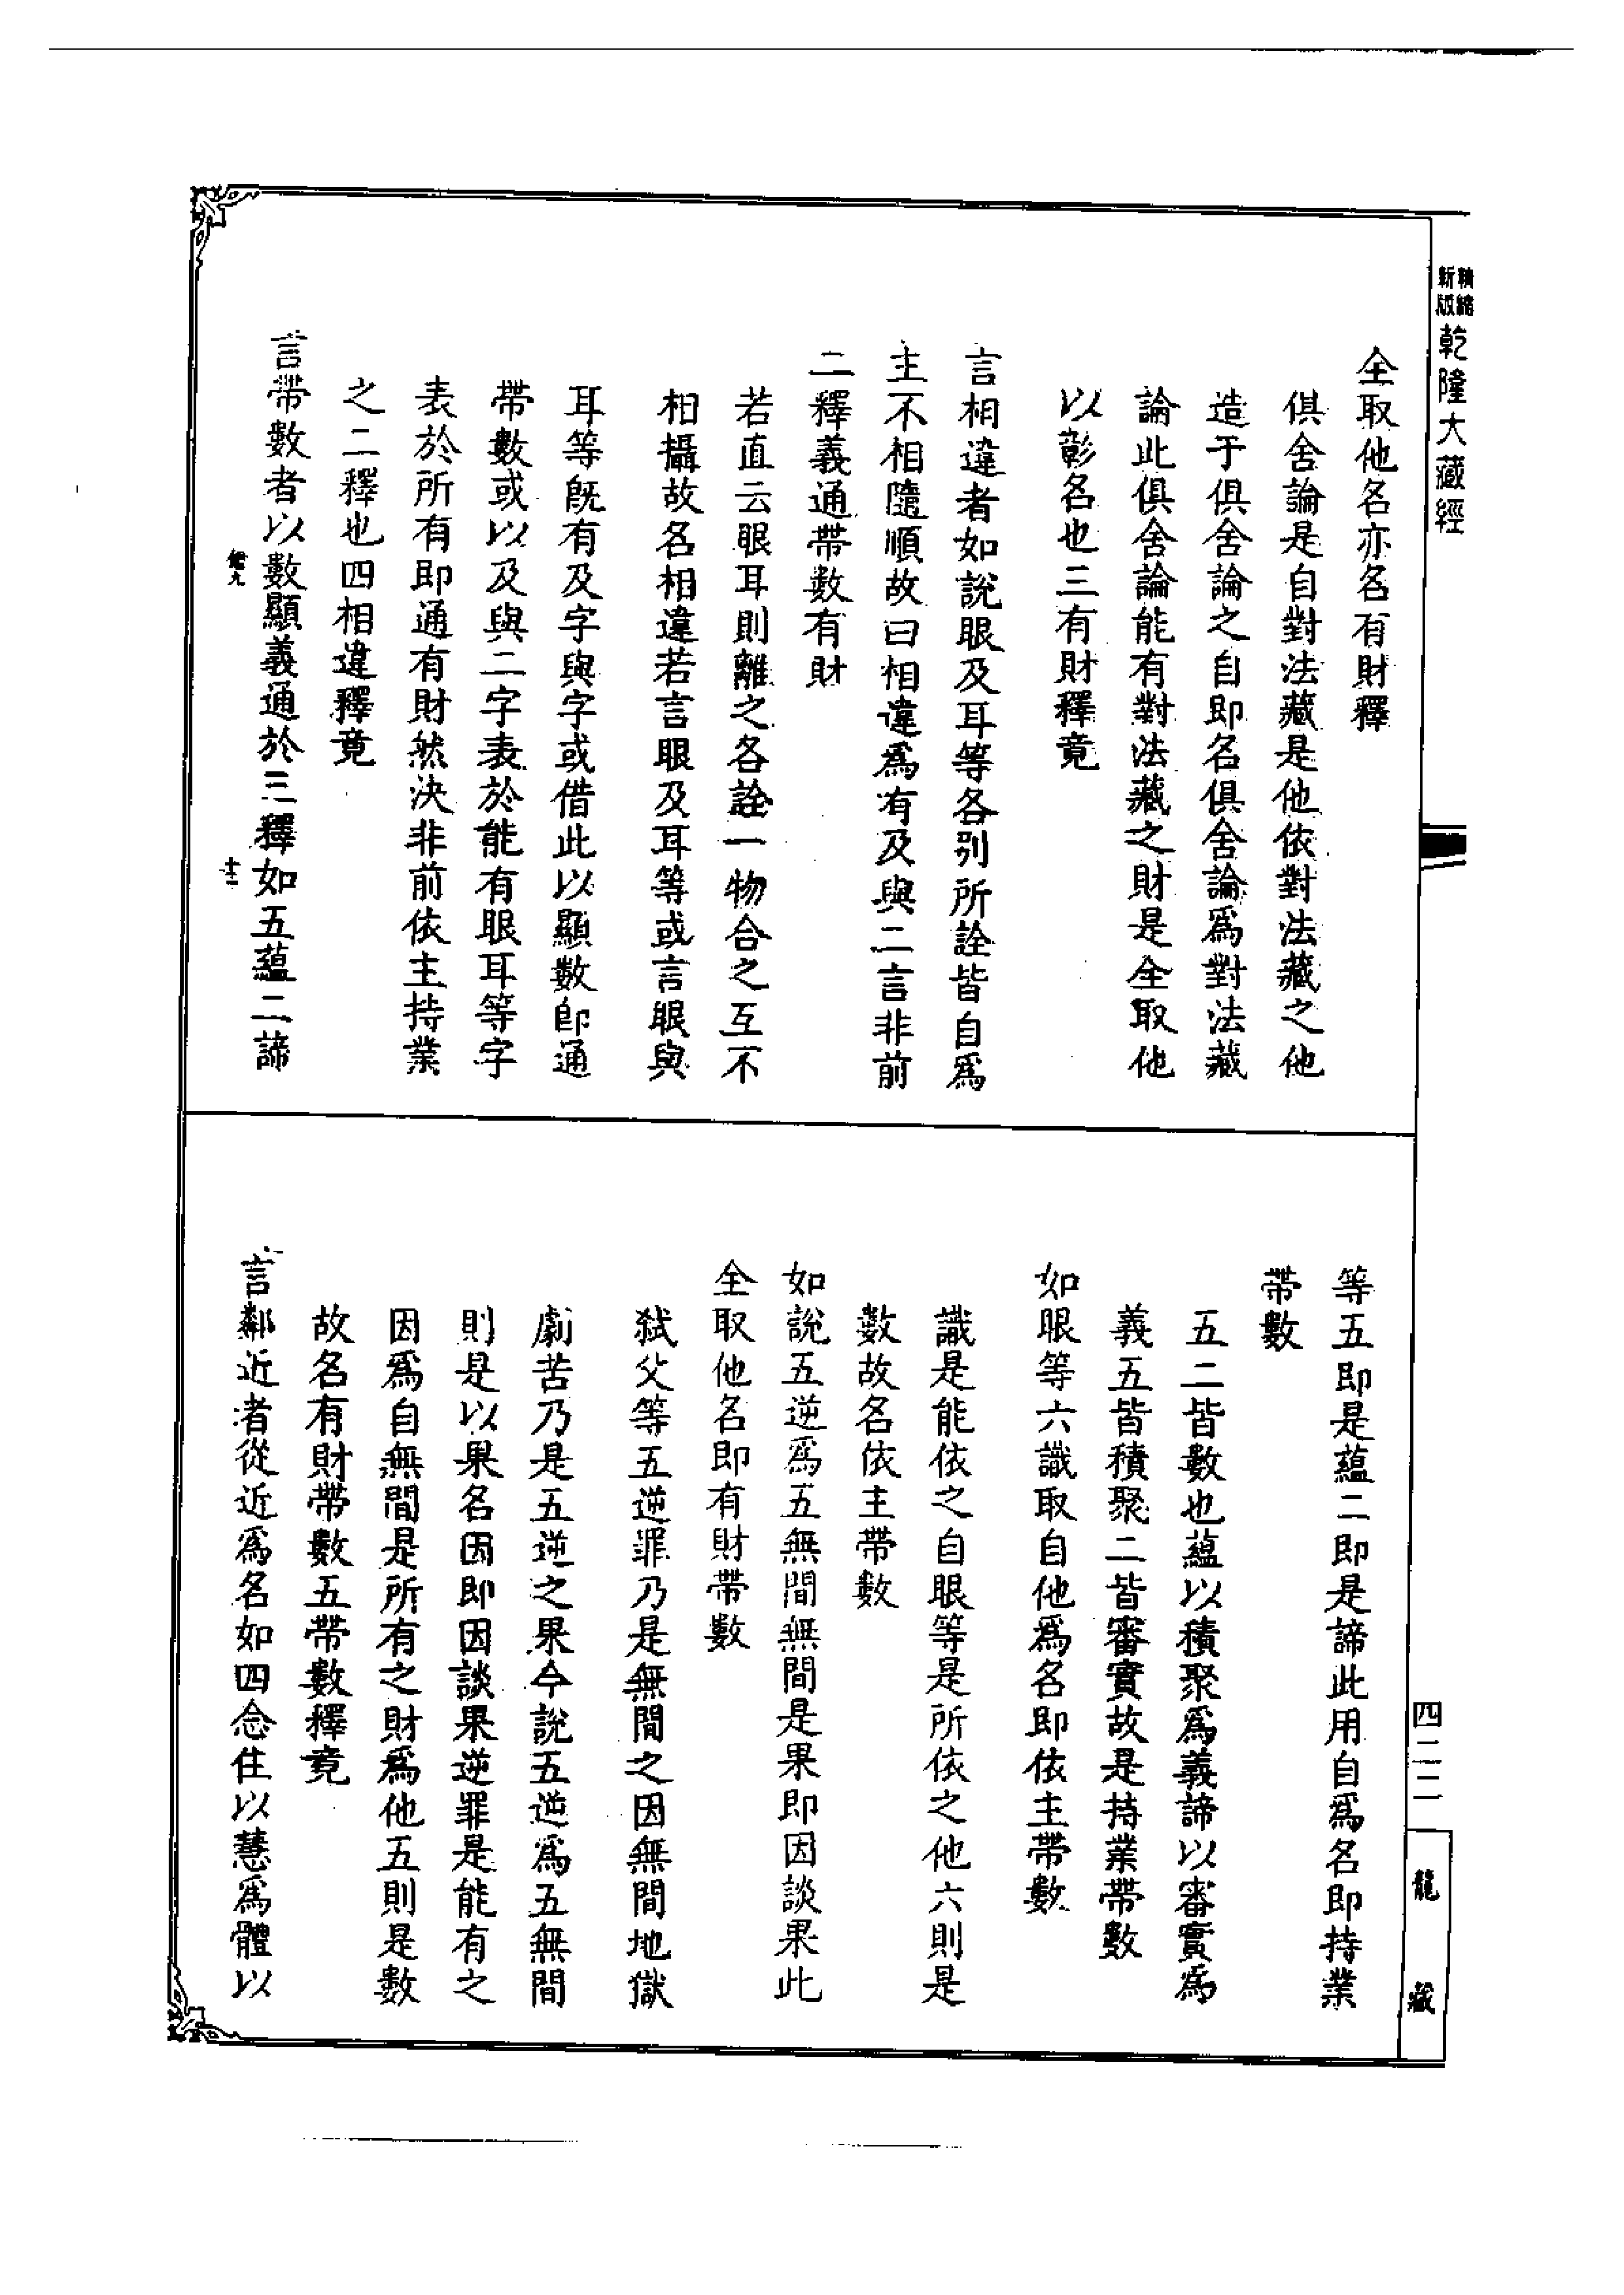 精縮
新版
乾隆大藏經
全取他名亦名有財釋
俱舍論是自對法藏是他依對法藏之他
造于俱舍論之自即名俱舍論爲對法藏
論此俱舍論能有對法藏之財是全取他
以彰名也三有財釋竟
言相違者如說眼及耳等各別所詮皆自爲
主不相隨順故曰相違爲有及與二言非前
二釋義通帶數有財
若直云眼耳則離之各詮一物合之互不
相攝故名相違若言眼及耳等或言眼與
耳等旣有及字與字或借此以顯數卽通
帶數或以及與二字表於能有眼耳等字
表於所有即通有財然決非前依主持業
之二釋也四相違釋竟
言帶數者以數顯義通於三釋如五蘊二諦
等五即是蘊二即是諦此用自爲名即持業
帶數
五二皆數也蘊以積聚爲義諦以審實爲
義五皆積聚二皆審實故是持業帶數
如眼等六識取自他爲名即依主帶數
識是能依之自眼等是所依之他六則是
數故名依主帶數
如說五逆爲五無間無間是果即因談果此
全取他名即有財帶數
弒父等五逆罪乃是無間之因無間地獄
劇苦乃是五逆之果今說五逆爲五無間
則是以果名因即因談果逆罪是能有之
因爲自無間是所有之財爲他五則是數
故名有財帶數五帶數釋竟
言鄰近者從近爲名如四念住以慧爲體以
四二二
龍藏